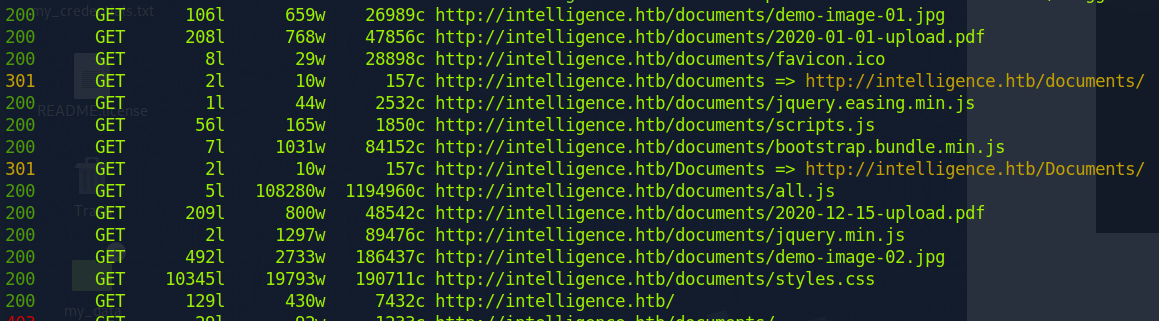 200 GET 106l 659w 26989c http://intelligence.htb/documents/demo-image-01.jpg
200 GET 208l 768w 47856c http://intelligence.htb/documents/2020-01-01-upload.pdf
200 GET 8l 29w 28898c http://intelligence.htb/documents/favicon.ico
301 GET 2l 10w 157c http://intelligence.htb/documents => http://intelligence.htb/documents/
200 GET 1l 44w 2532c http://intelligence.htb/documents/jquery.easing.min.js
200 GET 56l 165w 1850c http://intelligence.htb/documents/scripts.js
200 GET 7l 1031w 84152c http://intelligence.htb/documents/bootstrap.bundle.min.js
301 GET 2l 10w 157c http://intelligence.htb/Documents => http://intelligence.htb/Documents/
200 GET 5l 108280w 1194960c http://intelligence.htb/documents/all.js
200 GET 209l 800w 48542c http://intelligence.htb/documents/2020-12-15-upload.pdf
200 GET 2l 1297w 89476c http://intelligence.htb/documents/jquery.min.js
200 GET 492l 2733w 186437c http://intelligence.htb/documents/demo-image-02.jpg
200 GET 10345l 19793w 190711c http://intelligence.htb/documents/styles.css
200 GET 129l 430w 7432c http://intelligence.htb/
403 GET 29l 92w 1233c http://intelligence.htb/documents/